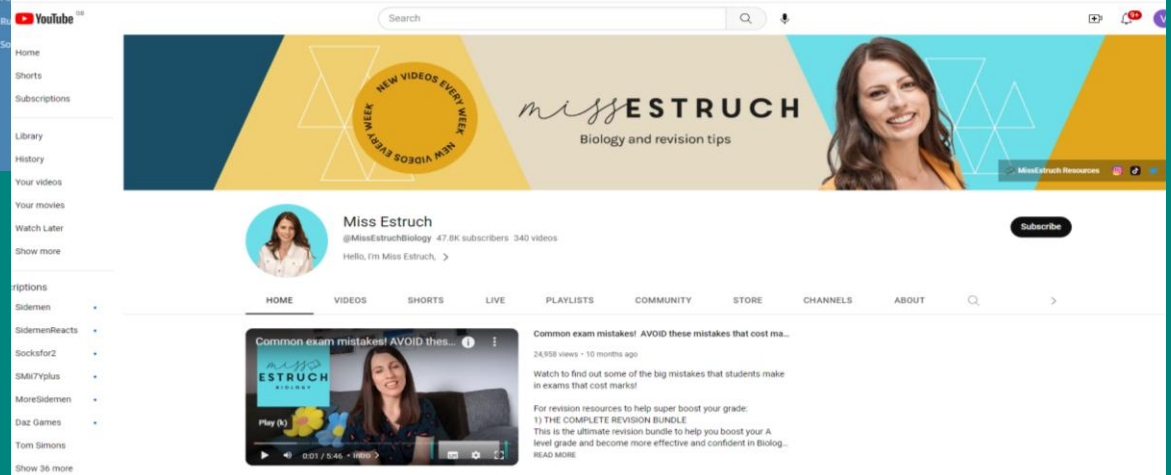 YouTube GB
Search
9+
V
Ru
So
Home
Shorts
Subscriptions
Library
History
Your videos
Your movies
Watch Later
Show more
riptions
Sidemen
SidemenReacts
Socksfor2
SMii7Yplus
MoreSidemen
Daz Games
Tom Simons
Show 36 more
NEW VIDEOS EVERY WEEK
NEW VIDEOS EVERY WEEK
miss ESTRUCH
Biology and revision tips
MissEstruch Resources
Miss Estruch
@MissEstruchBiology 47.8K subscribers 340 videos
Hello, I'm Miss Estruch, >
Subscribe
HOME VIDEOS SHORTS LIVE PLAYLISTS COMMUNITY STORE CHANNELS ABOUT
Common exam mistakes! AVOID thes...
miss
ESTRUCH
BIOLOGY
Play (k)
0:01 / 5:46 • Intro >
Common exam mistakes! AVOID these mistakes that cost ma...
24,958 views • 10 months ago
Watch to find out some of the big mistakes that students make
in exams that cost marks!
For revision resources to help super boost your grade:
1) THE COMPLETE REVISION BUNDLE
This is the ultimate revision bundle to help you boost your A
level grade and become more effective and confident in Biolog...
READ MORE